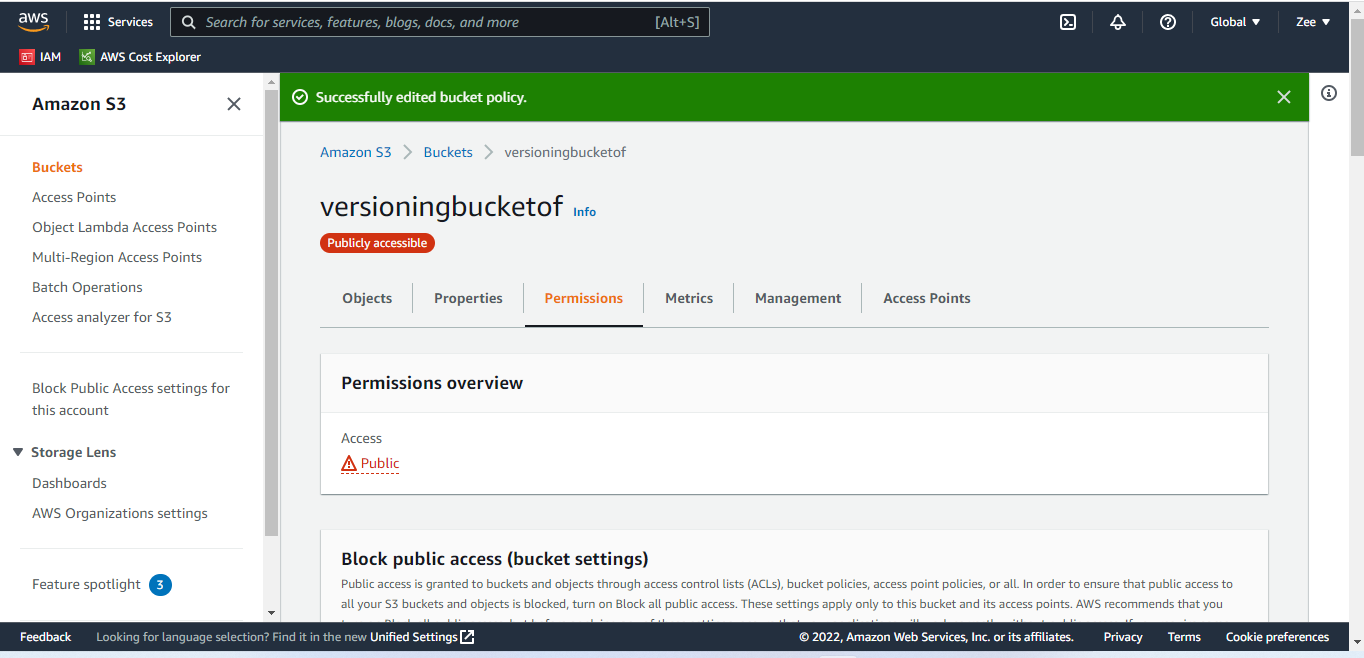 aws
Services
Search for services, features, blogs, docs, and more
[Alt+S]
Global
Zee
IAM
AWS Cost Explorer
Amazon S3
Buckets
Access Points
Object Lambda Access Points
Multi-Region Access Points
Batch Operations
Access analyzer for S3
Block Public Access settings for
this account
Storage Lens
Dashboards
AWS Organizations settings
Feature spotlight 3
Successfully edited bucket policy.
Amazon S3 > Buckets > versioningbucketof
versioningbucketof Info
Publicly accessible
Objects
Properties
Permissions
Metrics
Management
Access Points
Permissions overview
Access
Public
Block public access (bucket settings)
Public access is granted to buckets and objects through access control lists (ACLs), bucket policies, access point policies, or all. In order to ensure that public access to
all your S3 buckets and objects is blocked, turn on Block all public access. These settings apply only to this bucket and its access points. AWS recommends that you
Feedback
Looking for language selection? Find it in the new Unified Settings
© 2022, Amazon Web Services, Inc. or its affiliates.
Privacy
Terms
Cookie preferences